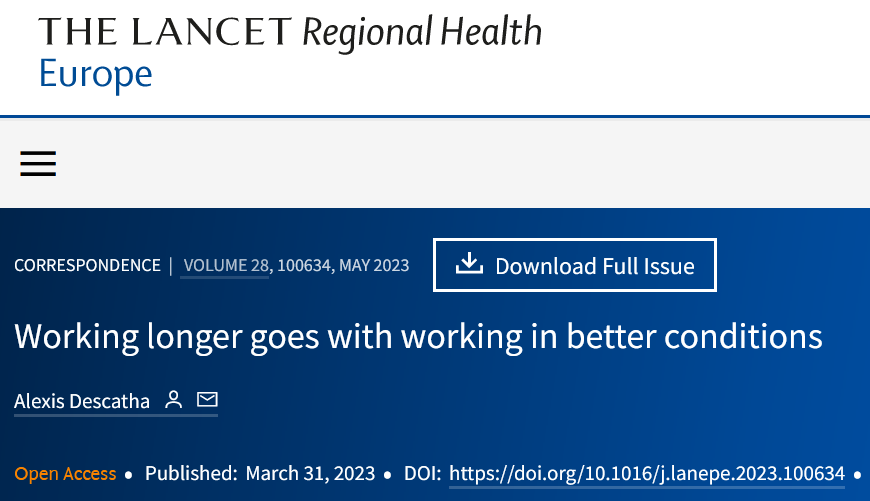 THE LANCET Regional Health
Europe
CORRESPONDENCE | VOLUME 28, 100634, MAY 2023
Download Full Issue
Working longer goes with working in better conditions
Alexis Descatha
Open Access • Published: March 31, 2023 • DOI: https://doi.org/10.1016/j.lanepe.2023.100634 •